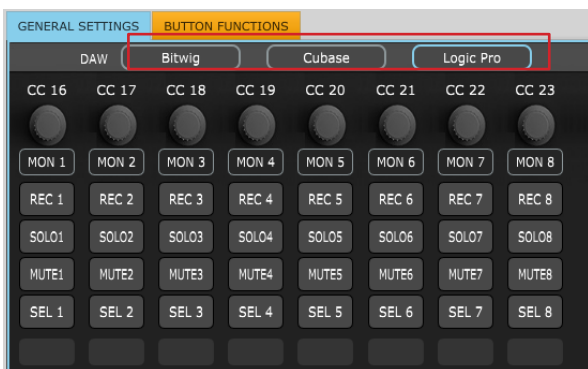 GENERAL SETTINGS BUTTON FUNCTIONS
DAW Bitwig Cubase Logic Pro
CC 16 CC 17 CC 18 CC 19 CC 20 CC 21 CC 22 CC 23
MON 1 MON 2 MON 3 MON 4 MON 5 MON 6 MON 7 MON 8
REC 1 REC 2 REC 3 REC 4 REC 5 REC 6 REC 7 REC 8
SOLO1 SOLO2 SOLO3 SOLO4 SOLO5 SOLO6 SOLO7 SOLO8
MUTE1 MUTE2 MUTE3 MUTE4 MUTE5 MUTE6 MUTE7 MUTE8
SEL 1 SEL 2 SEL 3 SEL 4 SEL 5 SEL 6 SEL 7 SEL 8